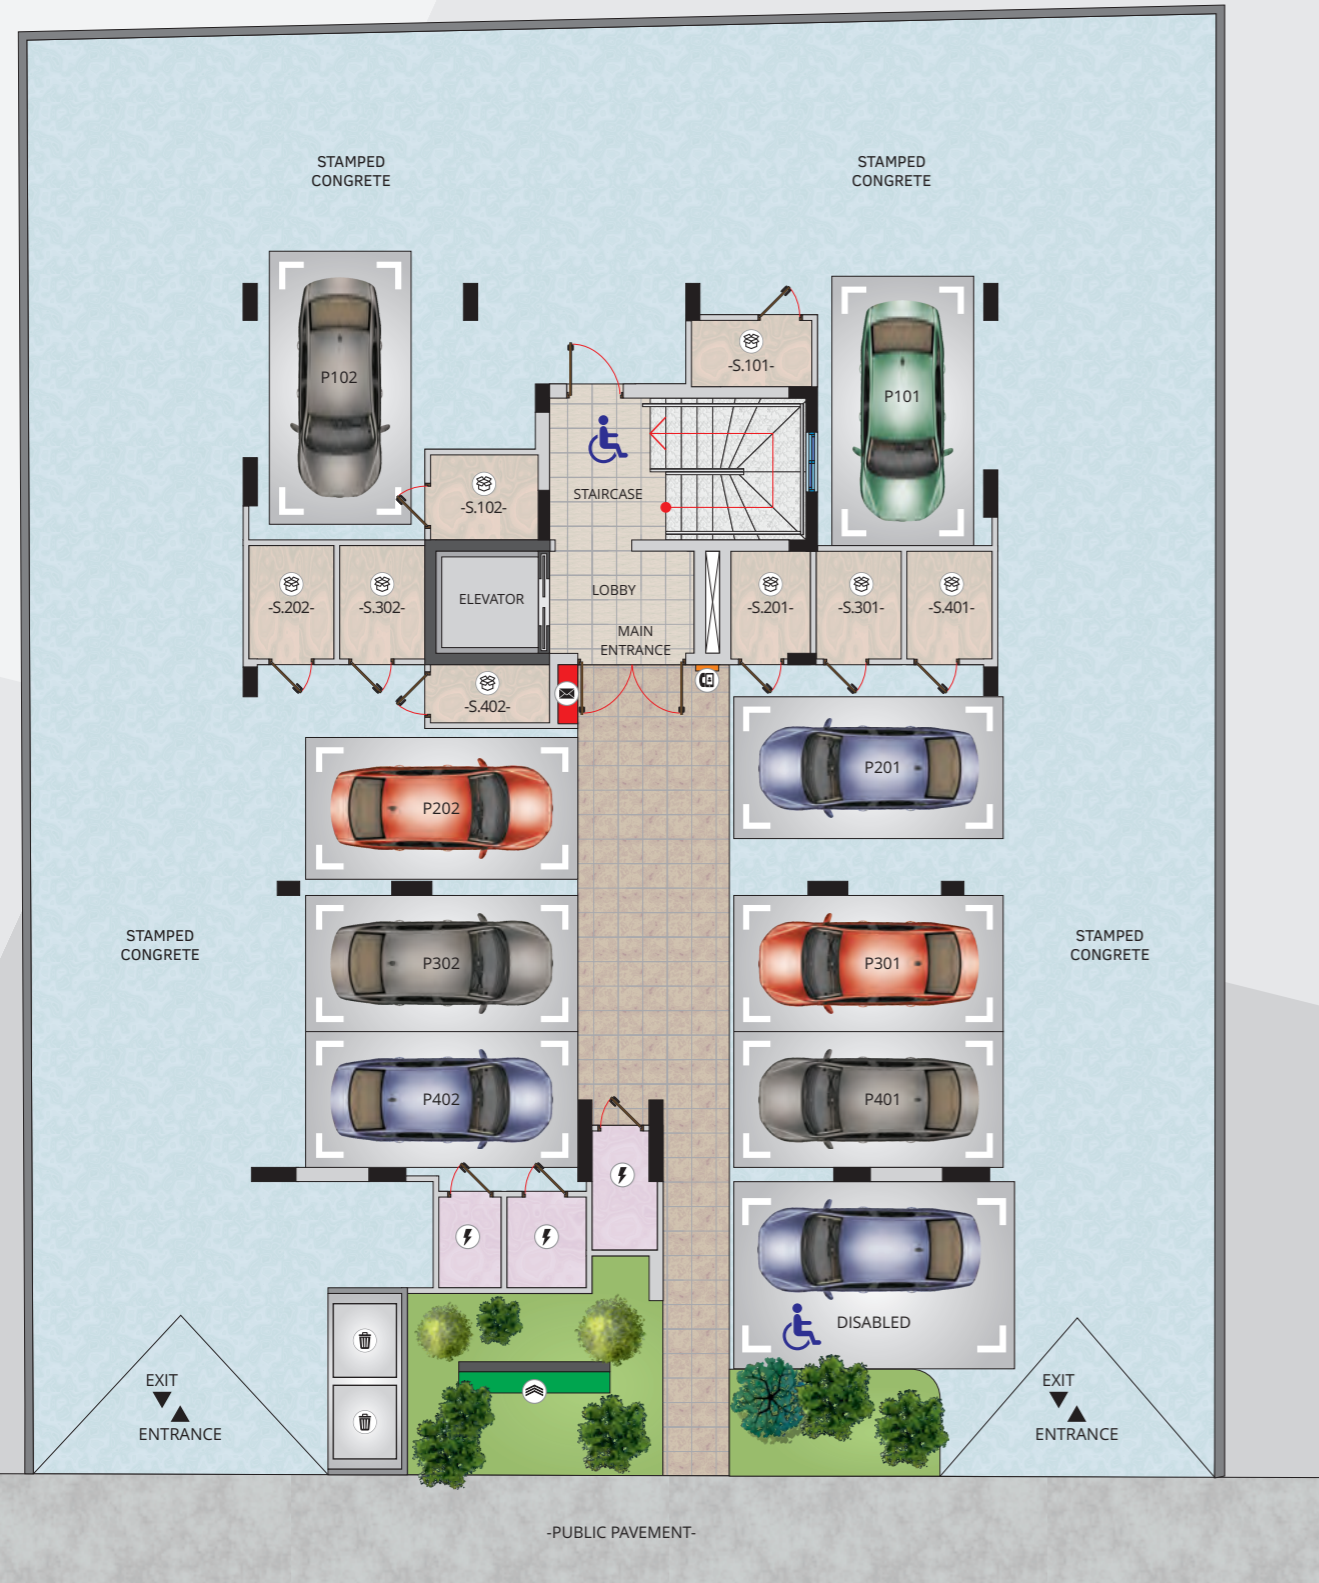 STAMPED
CONGRETE
STAMPED
CONGRETE
P102
-S.101-
P101
-S.102-
STAIRCASE
-S.202-
-S.302-
ELEVATOR
LOBBY
MAIN
ENTRANCE
-S.201-
-S.301-
-S.401-
-S.402-
P201
P202
STAMPED
CONGRETE
P302
P301
STAMPED
CONGRETE
P402
P401
DISABLED
EXIT
ENTRANCE
EXIT
ENTRANCE
-PUBLIC PAVEMENT-